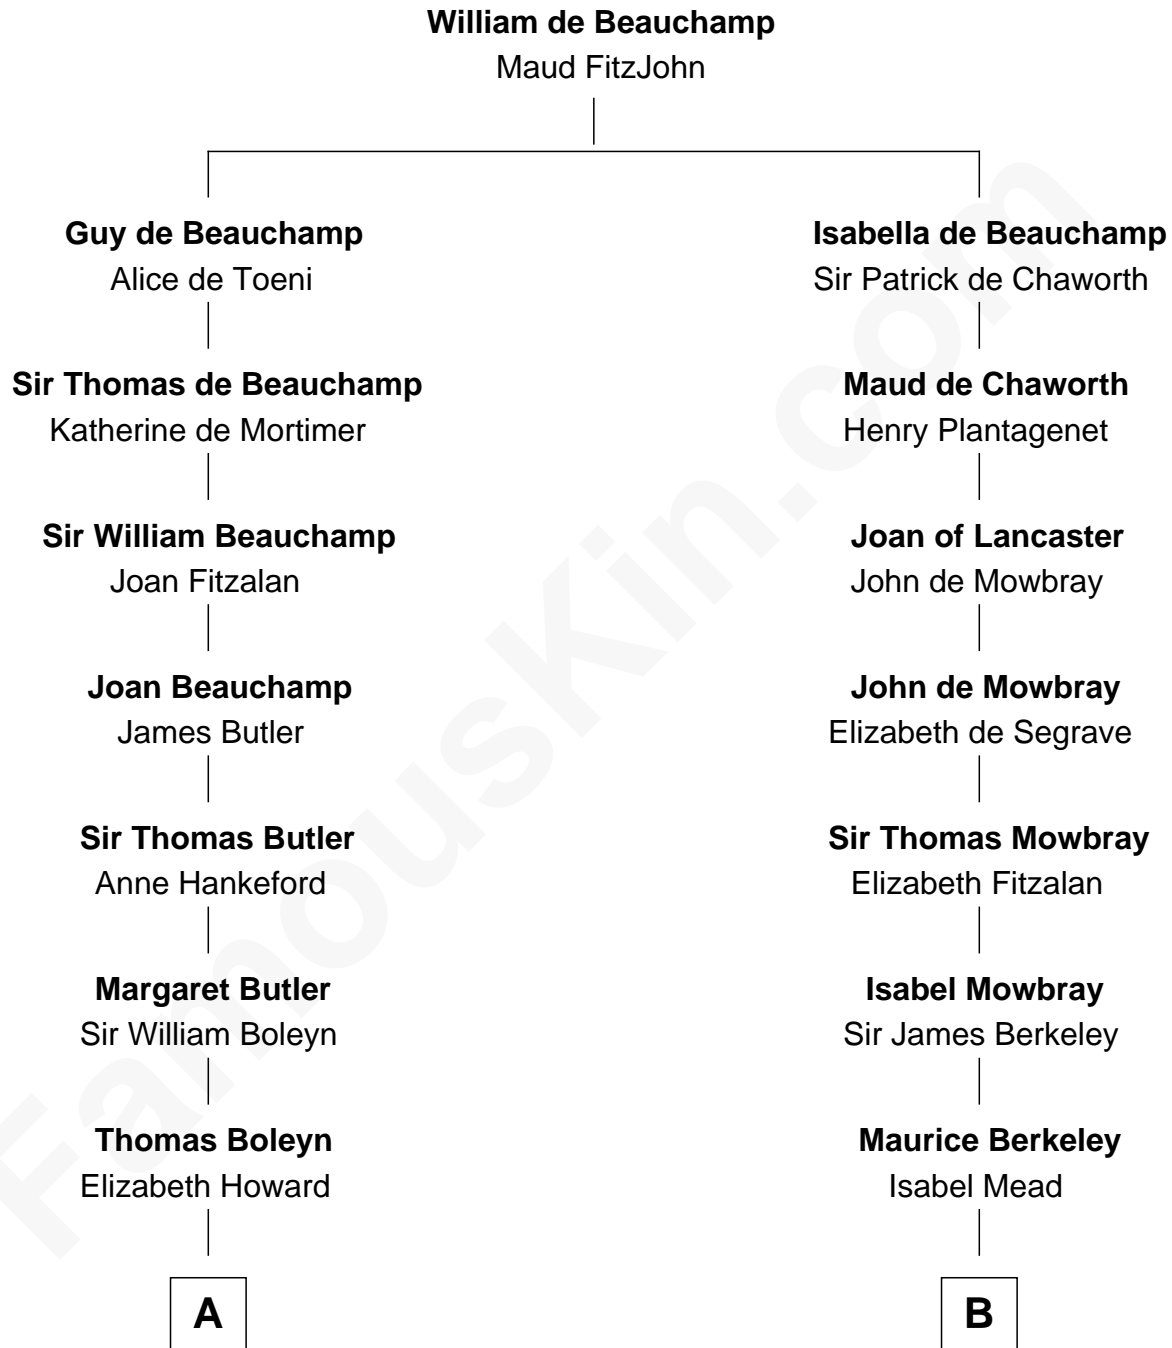 William de Beauchamp
Maud FitzJohn
Guy de Beauchamp
Alice de Toeni
Isabella de Beauchamp
Sir Patrick de Chaworth
Sir Thomas de Beauchamp
Katherine de Mortimer
Maud de Chaworth
Henry Plantagenet
Sir William Beauchamp
Joan Fitzalan
Joan of Lancaster
John de Mowbray
Joan Beauchamp
James Butler
John de Mowbray
Elizabeth de Segrave
Sir Thomas Butler
Anne Hankeford
Sir Thomas Mowbray
Elizabeth Fitzalan
Margaret Butler
Sir William Boleyn
Isabel Mowbray
Sir James Berkeley
Thomas Boleyn
Elizabeth Howard
Maurice Berkeley
Isabel Mead
A
B
FamousKin.com